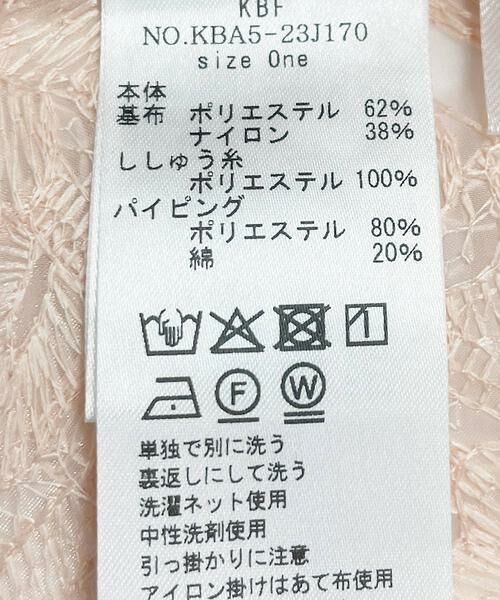 KBF
NO.KBA5-23J170
size One
本体
基布 ポリエステル 62%
ナイロン 38%
ししゅう糸
ポリエステル 100%
パイピング
ポリエステル 80%
綿 20%
F W
単独で別に洗う
裏返しにして洗う
洗濯ネット使用
中性洗剤使用
引っ掛かりに注意
アイロン掛けはあて布使用